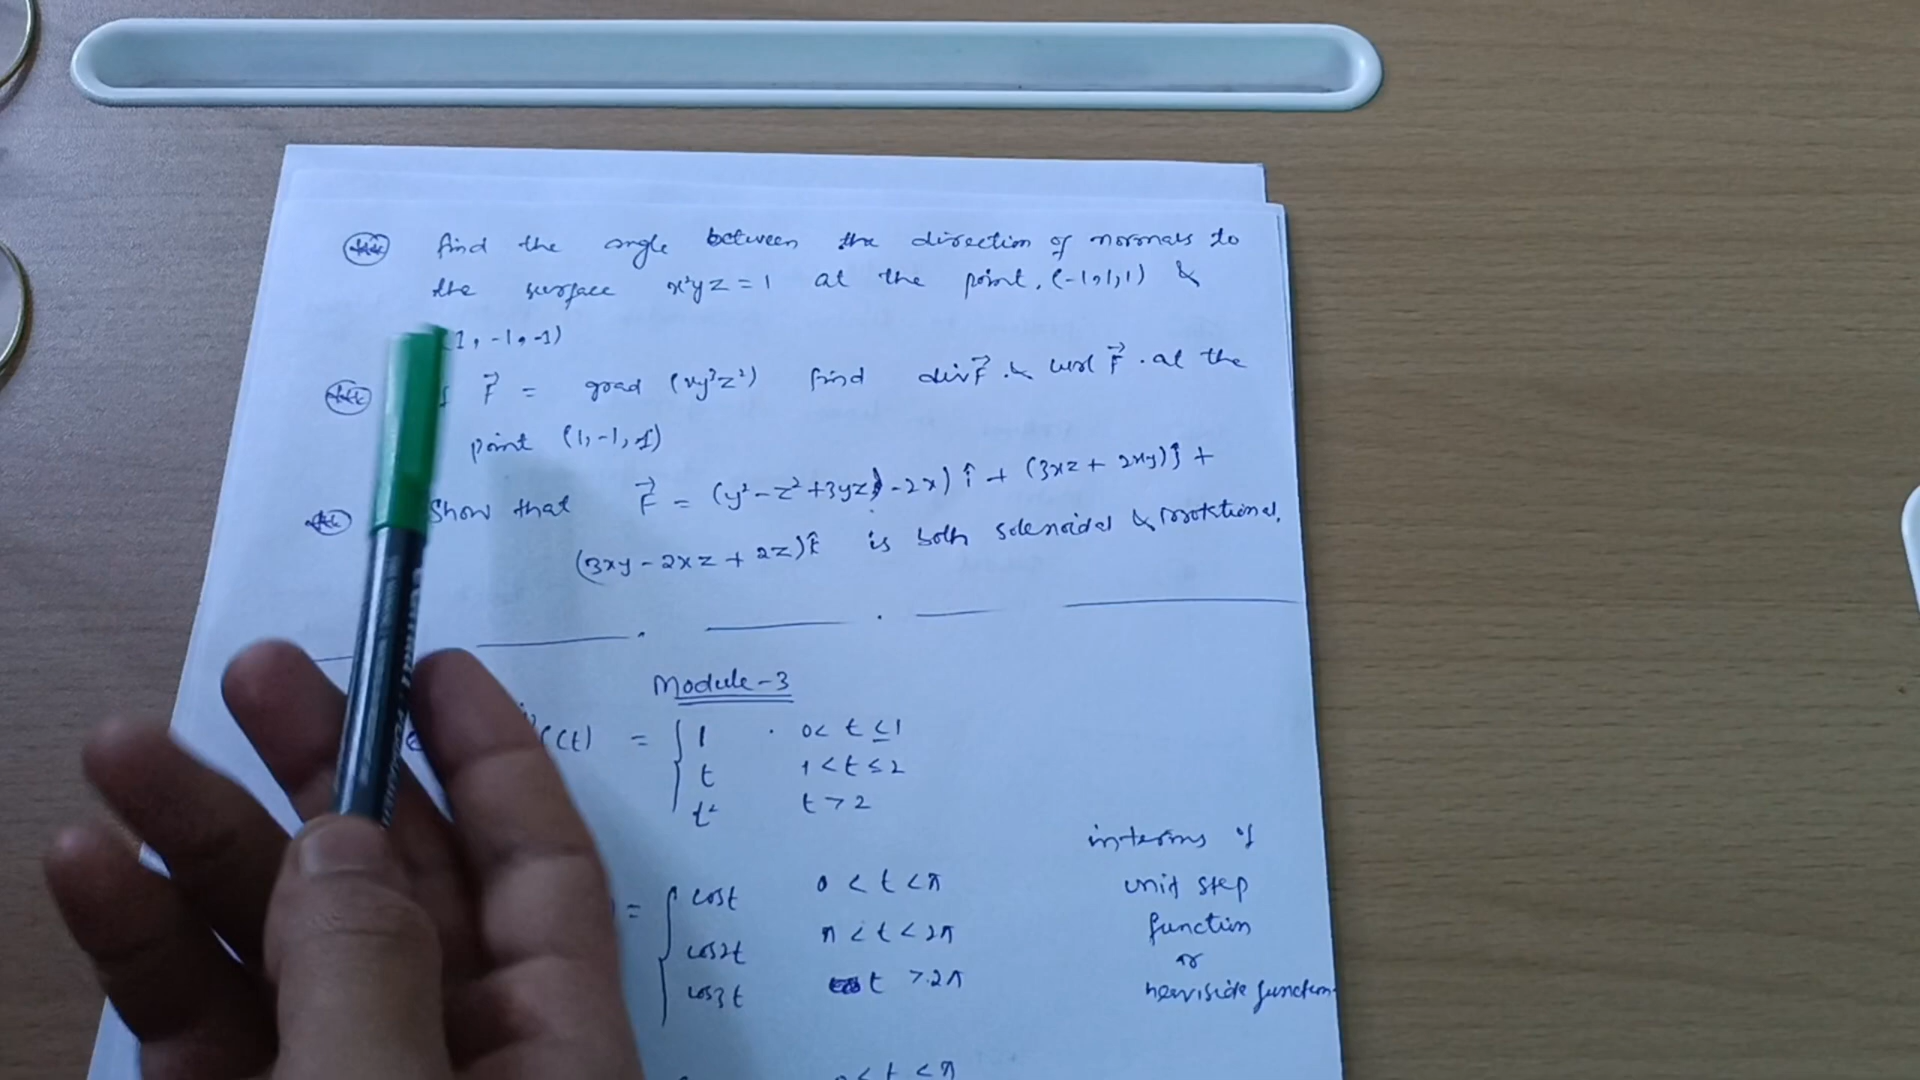 find the angle between the direction of normals to
the surface x²yz = 1 at the point. (-1,1,1) &
(1, -1, -1)
F⃗ = grad (xy³z²) find div F⃗ & curl F⃗ . at the
point (1, -1, 1)
Show that F⃗ = (y² - z² + 3yz - 2x) î + (3xz + 2xy) ĵ +
(3xy - 2xz + 2z) k̂ is both solenoidal & irrotational.
Module-3
(t) = { 1 0 < t ≤ 1
t 1 < t ≤ 2
t² t > 2
interms of
= { cost 0 < t < π
unit step
cos2t π < t < 2π
function
or
cos3t t > 2π
heaviside function
0 < t < π